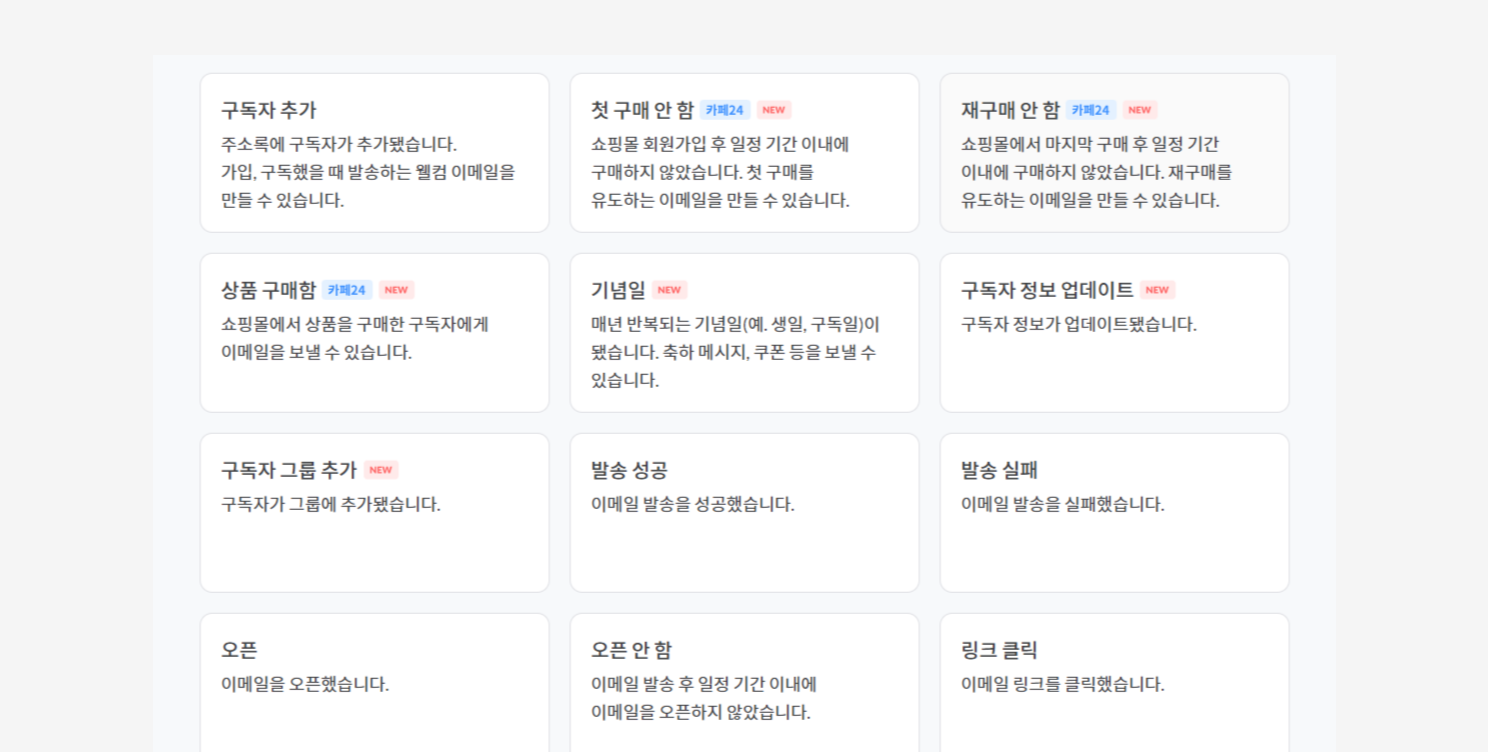 구독자 추가
주소록에 구독자가 추가됐습니다.
가입, 구독했을 때 발송하는 웰컴 이메일을
만들 수 있습니다.
첫 구매 안 함 카페24 NEW
쇼핑몰 회원가입 후 일정 기간 이내에
구매하지 않았습니다. 첫 구매를
유도하는 이메일을 만들 수 있습니다.
재구매 안 함 카페24 NEW
쇼핑몰에서 마지막 구매 후 일정 기간
이내에 구매하지 않았습니다. 재구매를
유도하는 이메일을 만들 수 있습니다.
상품 구매함 카페24 NEW
쇼핑몰에서 상품을 구매한 구독자에게
이메일을 보낼 수 있습니다.
기념일 NEW
매년 반복되는 기념일(예. 생일, 구독일)이
됐습니다. 축하 메시지, 쿠폰 등을 보낼 수
있습니다.
구독자 정보 업데이트 NEW
구독자 정보가 업데이트됐습니다.
구독자 그룹 추가 NEW
구독자가 그룹에 추가됐습니다.
발송 성공
이메일 발송을 성공했습니다.
발송 실패
이메일 발송을 실패했습니다.
오픈
이메일을 오픈했습니다.
오픈 안 함
이메일 발송 후 일정 기간 이내에
이메일을 오픈하지 않았습니다.
링크 클릭
이메일 링크를 클릭했습니다.